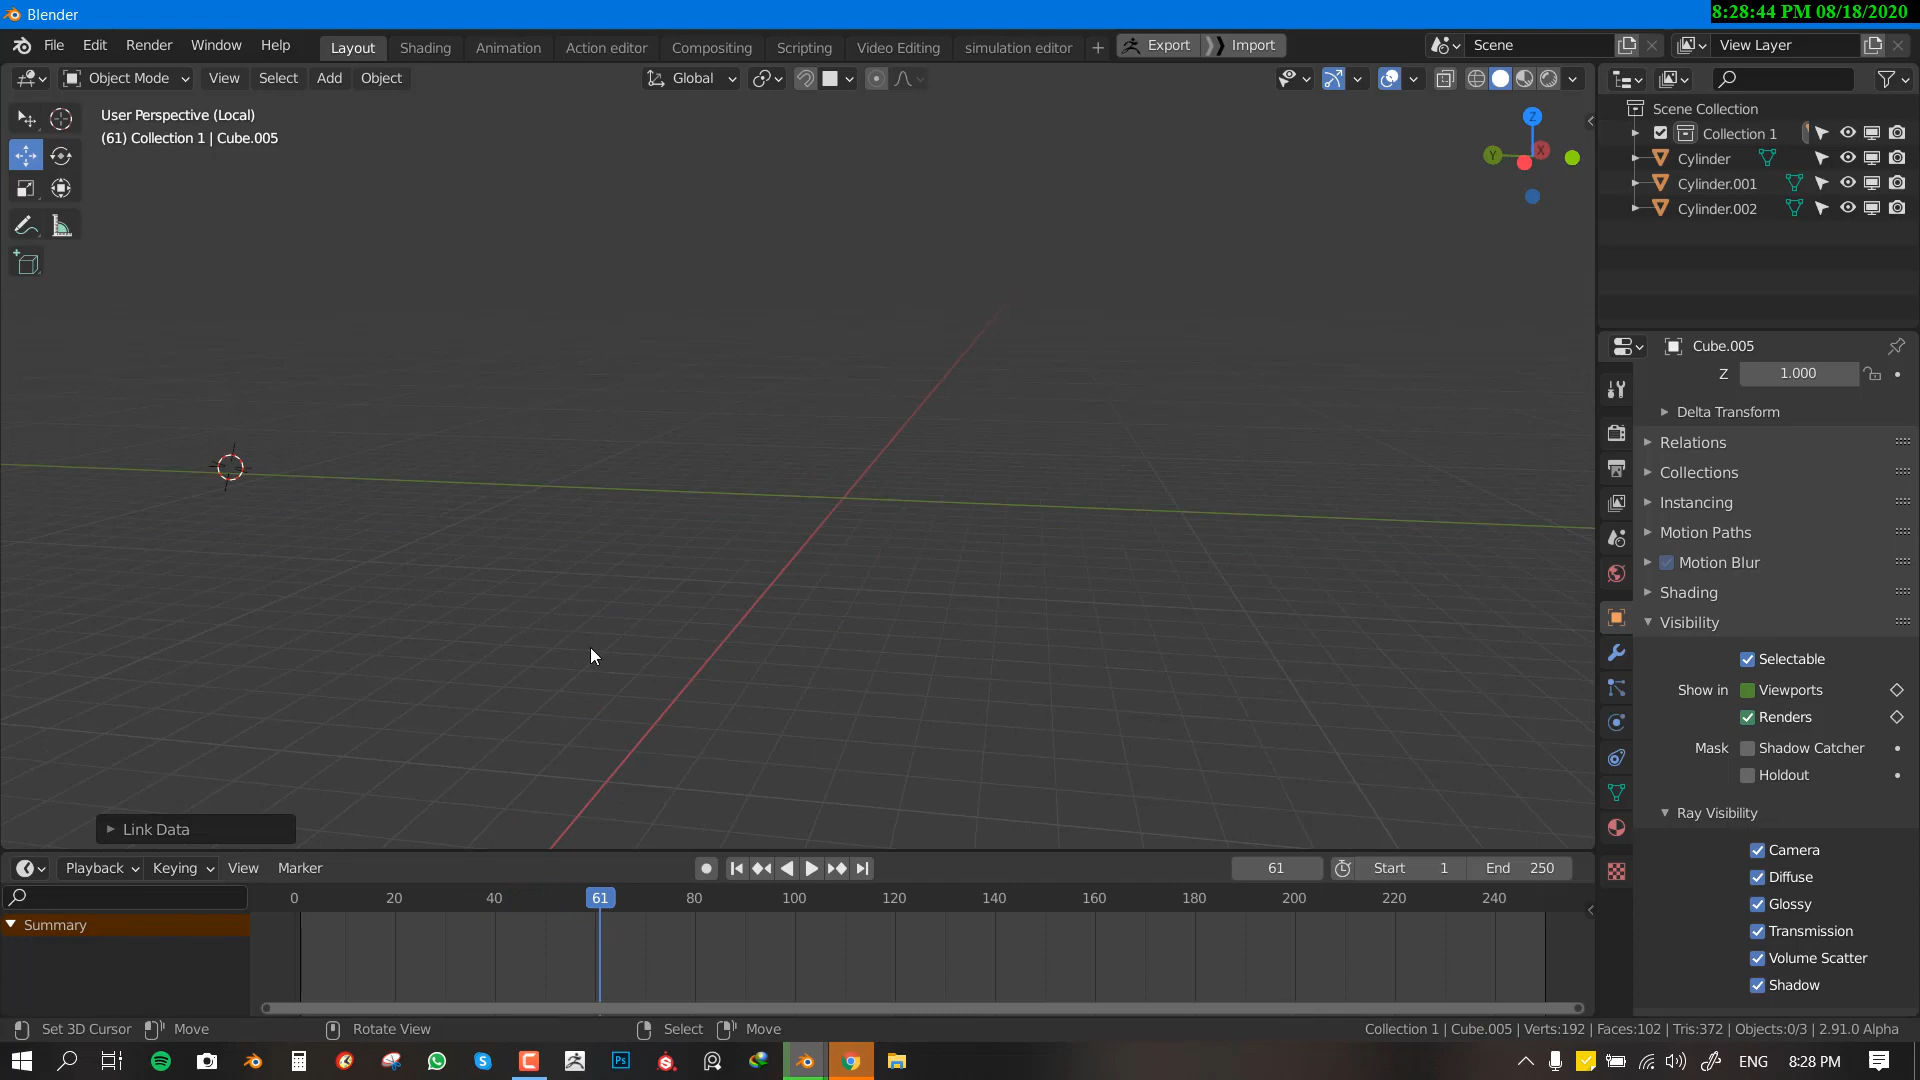 Blender
8:28:44 PM 08/18/2020
File Edit Render Window Help Layout Shading Animation Action editor Compositing Scripting Video Editing simulation editor + Export Import Scene View Layer
Object Mode View Select Add Object Global
User Perspective (Local)
(61) Collection 1 | Cube.005
Z
Y
X
Scene Collection
Collection 1
Cylinder
Cylinder.001
Cylinder.002
Cube.005
Z 1.000
Delta Transform
Relations
Collections
Instancing
Motion Paths
Motion Blur
Shading
Visibility
Selectable
Show in Viewports
Renders
Mask Shadow Catcher
Holdout
Ray Visibility
Camera
Diffuse
Glossy
Transmission
Volume Scatter
Shadow
Link Data
Playback Keying View Marker 61 Start 1 End 250
0 20 40 61 80 100 120 140 160 180 200 220 240
Summary
Set 3D Cursor Move Rotate View Select Move Collection 1 | Cube.005 | Verts:192 | Faces:102 | Tris:372 | Objects:0/3 | 2.91.0 Alpha
Ps ENG 8:28 PM